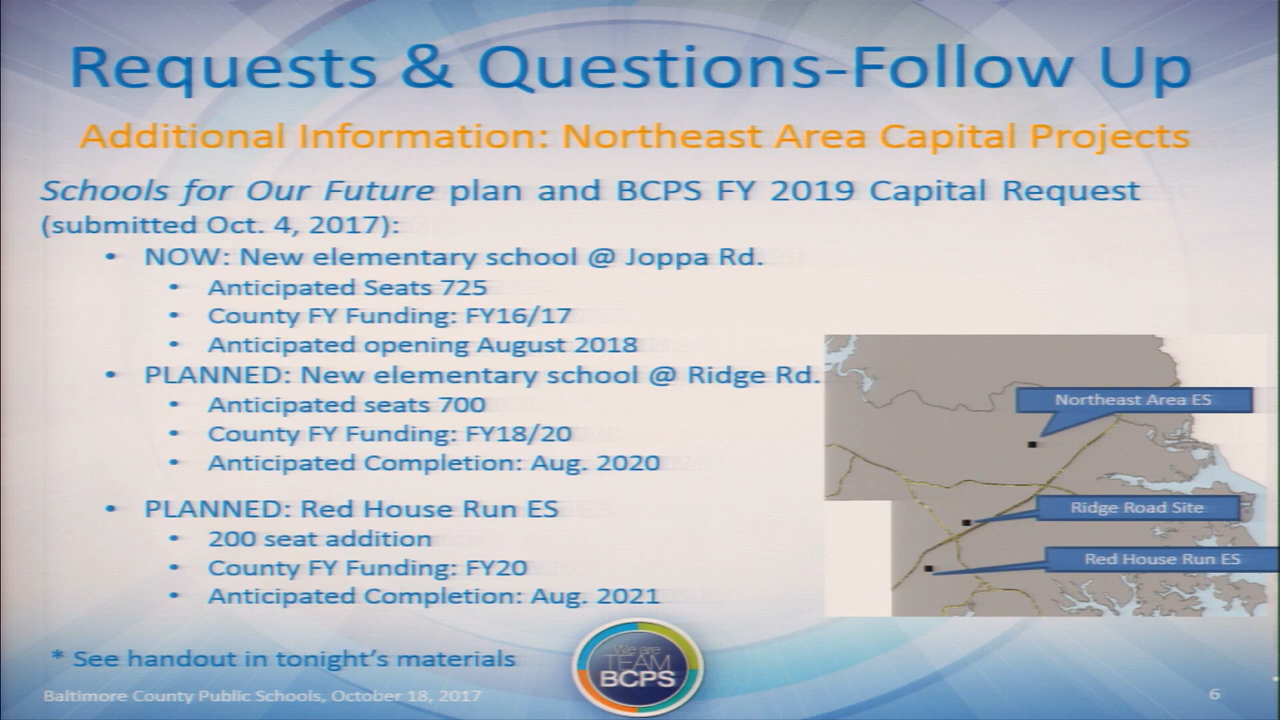 Requests & Questions-Follow Up
Additional Information: Northeast Area Capital Projects
Schools for Our Future plan and BCPS FY 2019 Capital Request
(submitted Oct. 4, 2017):
• NOW: New elementary school @ Joppa Rd.
• Anticipated Seats 725
• County FY Funding: FY16/17
• Anticipated opening August 2018
• PLANNED: New elementary school @ Ridge Rd.
• Anticipated seats 700
• County FY Funding: FY18/20
• Anticipated Completion: Aug. 2020
• PLANNED: Red House Run ES
• 200 seat addition
• County FY Funding: FY20
• Anticipated Completion: Aug. 2021
Northeast Area ES
Ridge Road Site
Red House Run ES
* See handout in tonight's materials
We are
TEAM
BCPS
Baltimore County Public Schools, October 18, 2017
6